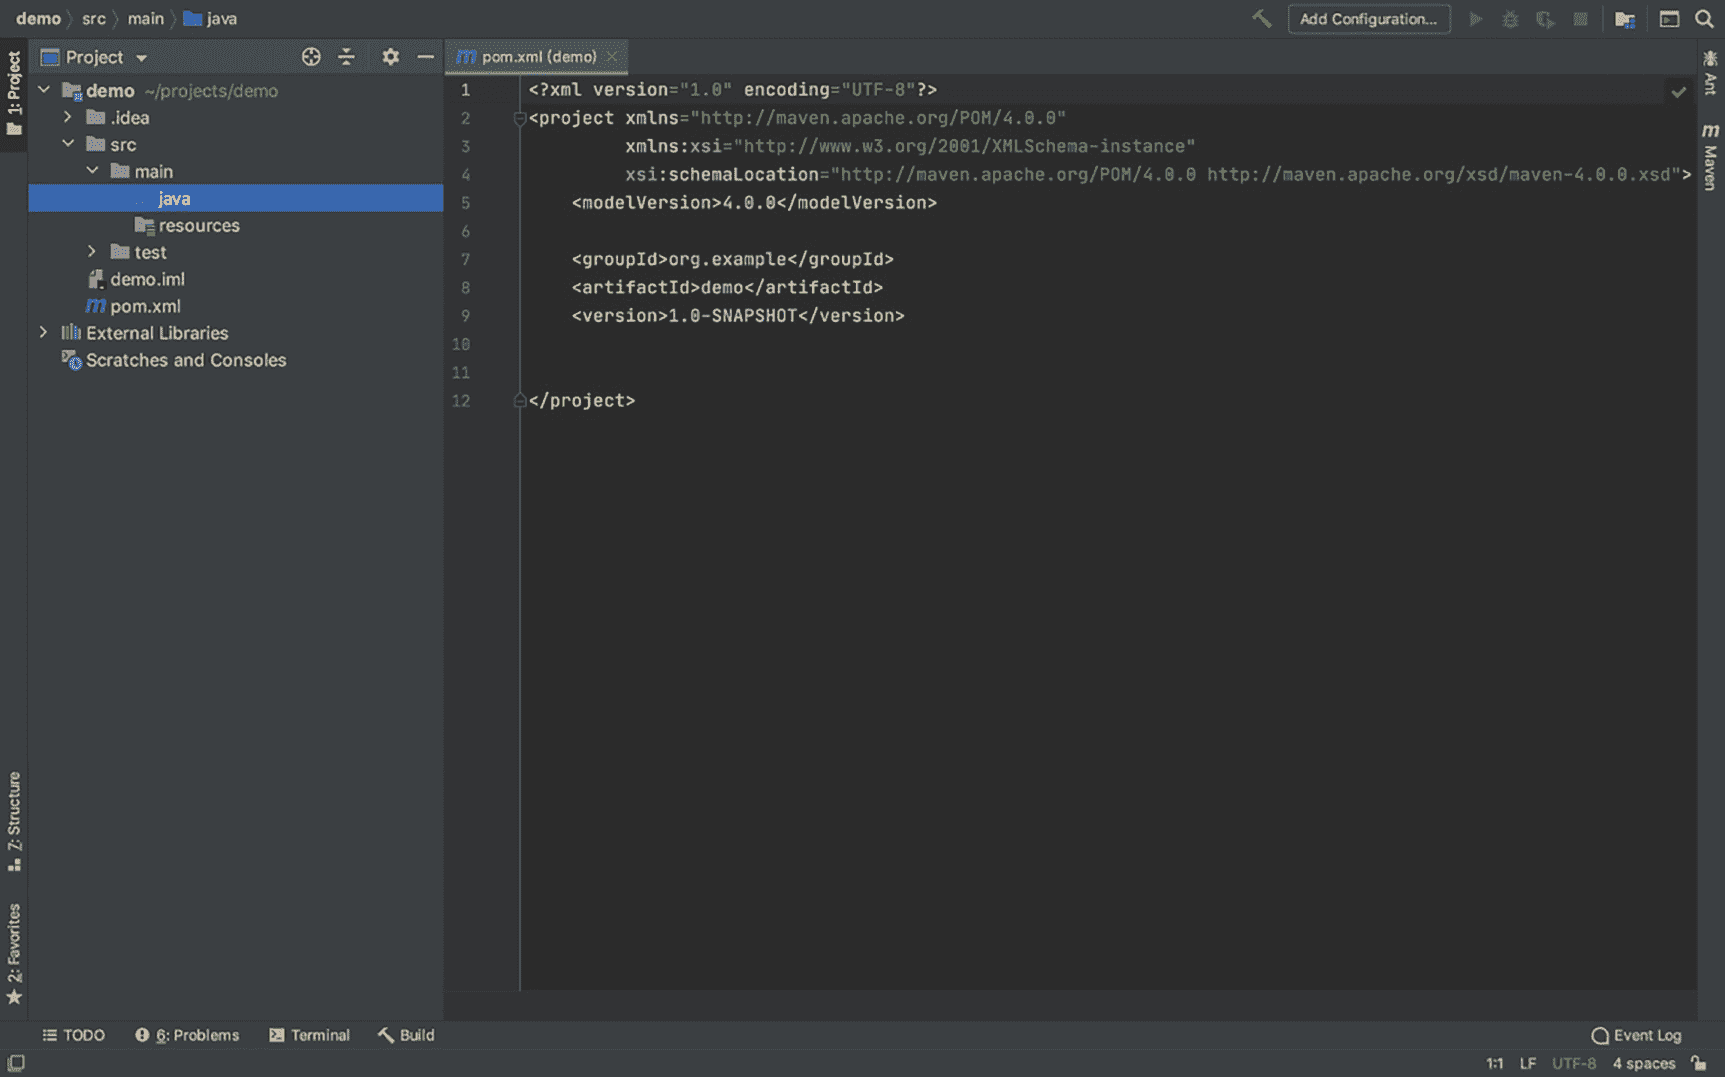 demo src main java
Add Configuration...
1: Project
Project
demo ~/projects/demo
.idea
src
main
java
resources
test
demo.iml
pom.xml
External Libraries
Scratches and Consoles
7: Structure
2: Favorites
pom.xml (demo)
1 <?xml version="1.0" encoding="UTF-8"?>
2 <project xmlns="http://maven.apache.org/POM/4.0.0"
3 xmlns:xsi="http://www.w3.org/2001/XMLSchema-instance"
4 xsi:schemaLocation="http://maven.apache.org/POM/4.0.0 http://maven.apache.org/xsd/maven-4.0.0.xsd">
5 <modelVersion>4.0.0</modelVersion>
6
7 <groupId>org.example</groupId>
8 <artifactId>demo</artifactId>
9 <version>1.0-SNAPSHOT</version>
10
11
12 </project>
Ant
m Maven
TODO 6: Problems Terminal Build Event Log
1:1 LF UTF-8 4 spaces